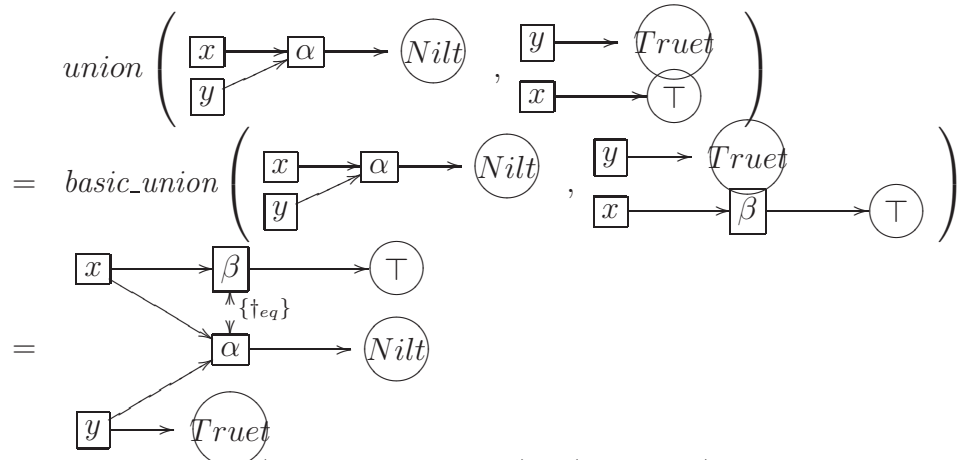 union ( x α Nilt , y Truet
y x ⊤ )
= basic_union ( x α Nilt , y Truet
y x β ⊤ )
x β ⊤
{†eq}
= α Nilt
y Truet